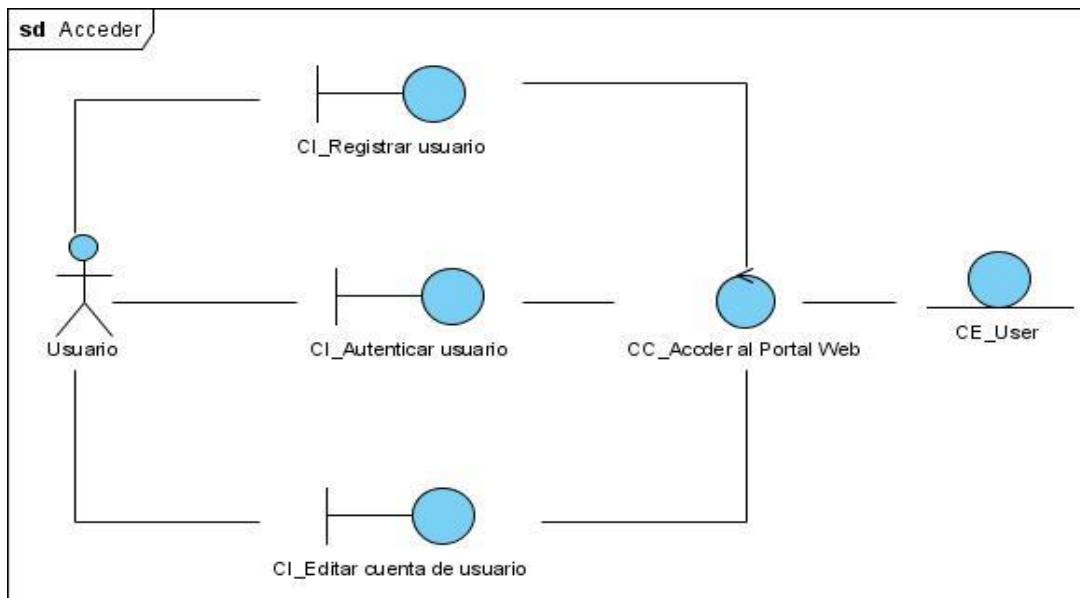 sd Acceder
CI_Registrar usuario
Usuario
CI_Autenticar usuario
CC_Accder al Portal Web
CE_User
CI_Editar cuenta de usuario